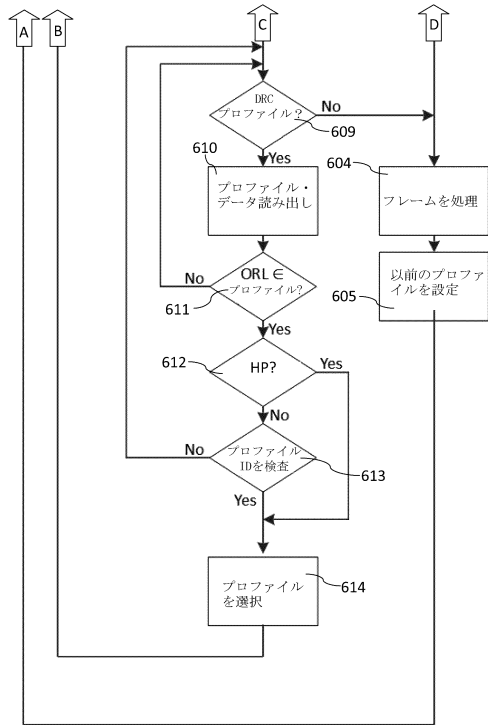 A
B
C
D
DRC
プロファイル?
No
609
Yes
610
プロファイル・
データ読み出し
604
フレームを処理
No
ORL∈
プロファイル?
611
Yes
以前のプロファ
イルを設定
605
612
HP?
Yes
No
No
プロファイル
IDを検査
613
Yes
プロファイル
を選択
614